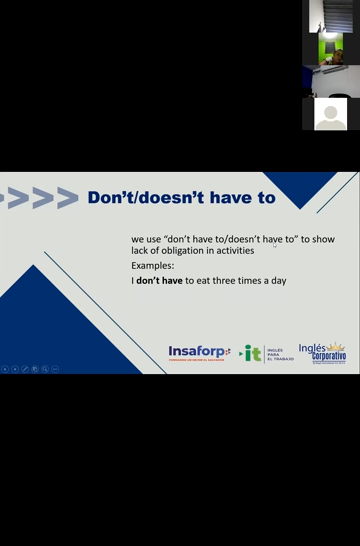 Don't/doesn't have to
we use "don't have to/doesn't have to" to show
lack of obligation in activities
Examples:
I don't have to eat three times a day
Insaforp
it
INGLÉS
PARA
EL TRABAJO
Inglés
Corporativo